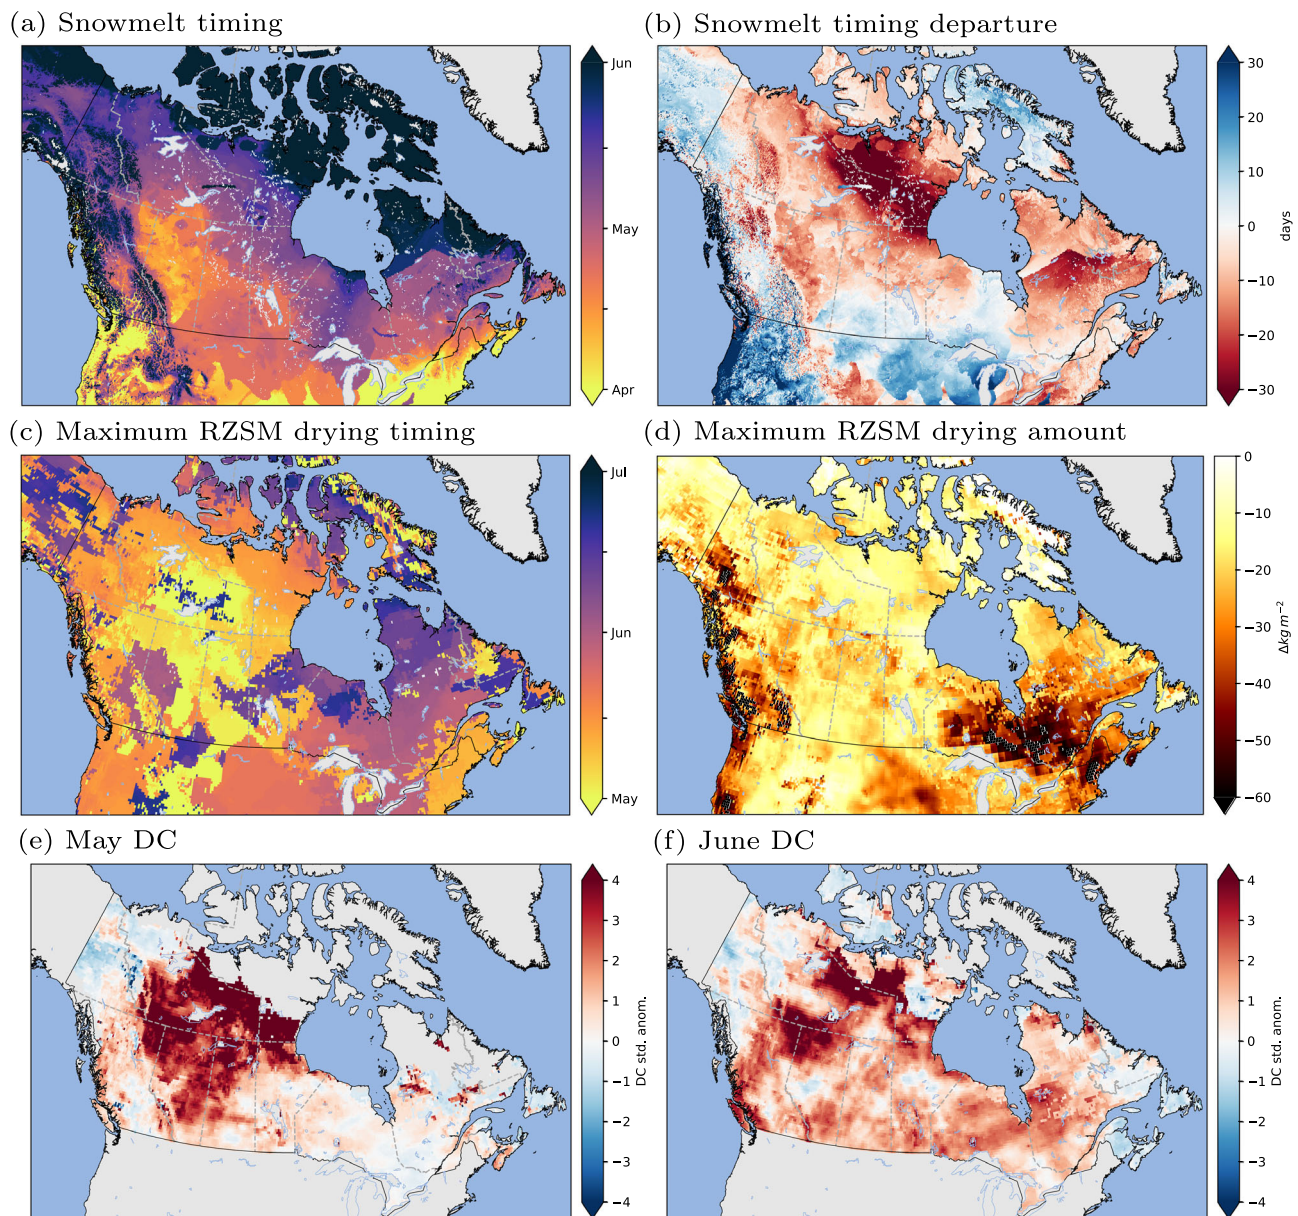 (a) Snowmelt timing
(b) Snowmelt timing departure
Jun
May
Apr
30
20
10
0
−10
−20
−30
days
(c) Maximum RZSM drying timing
(d) Maximum RZSM drying amount
Jul
Jun
May
0
−10
−20
−30
−40
−50
−60
Δkg m⁻²
(e) May DC
(f) June DC
4
3
2
1
0
−1
−2
−3
−4
DC std. anom.
4
3
2
1
0
−1
−2
−3
−4
DC std. anom.